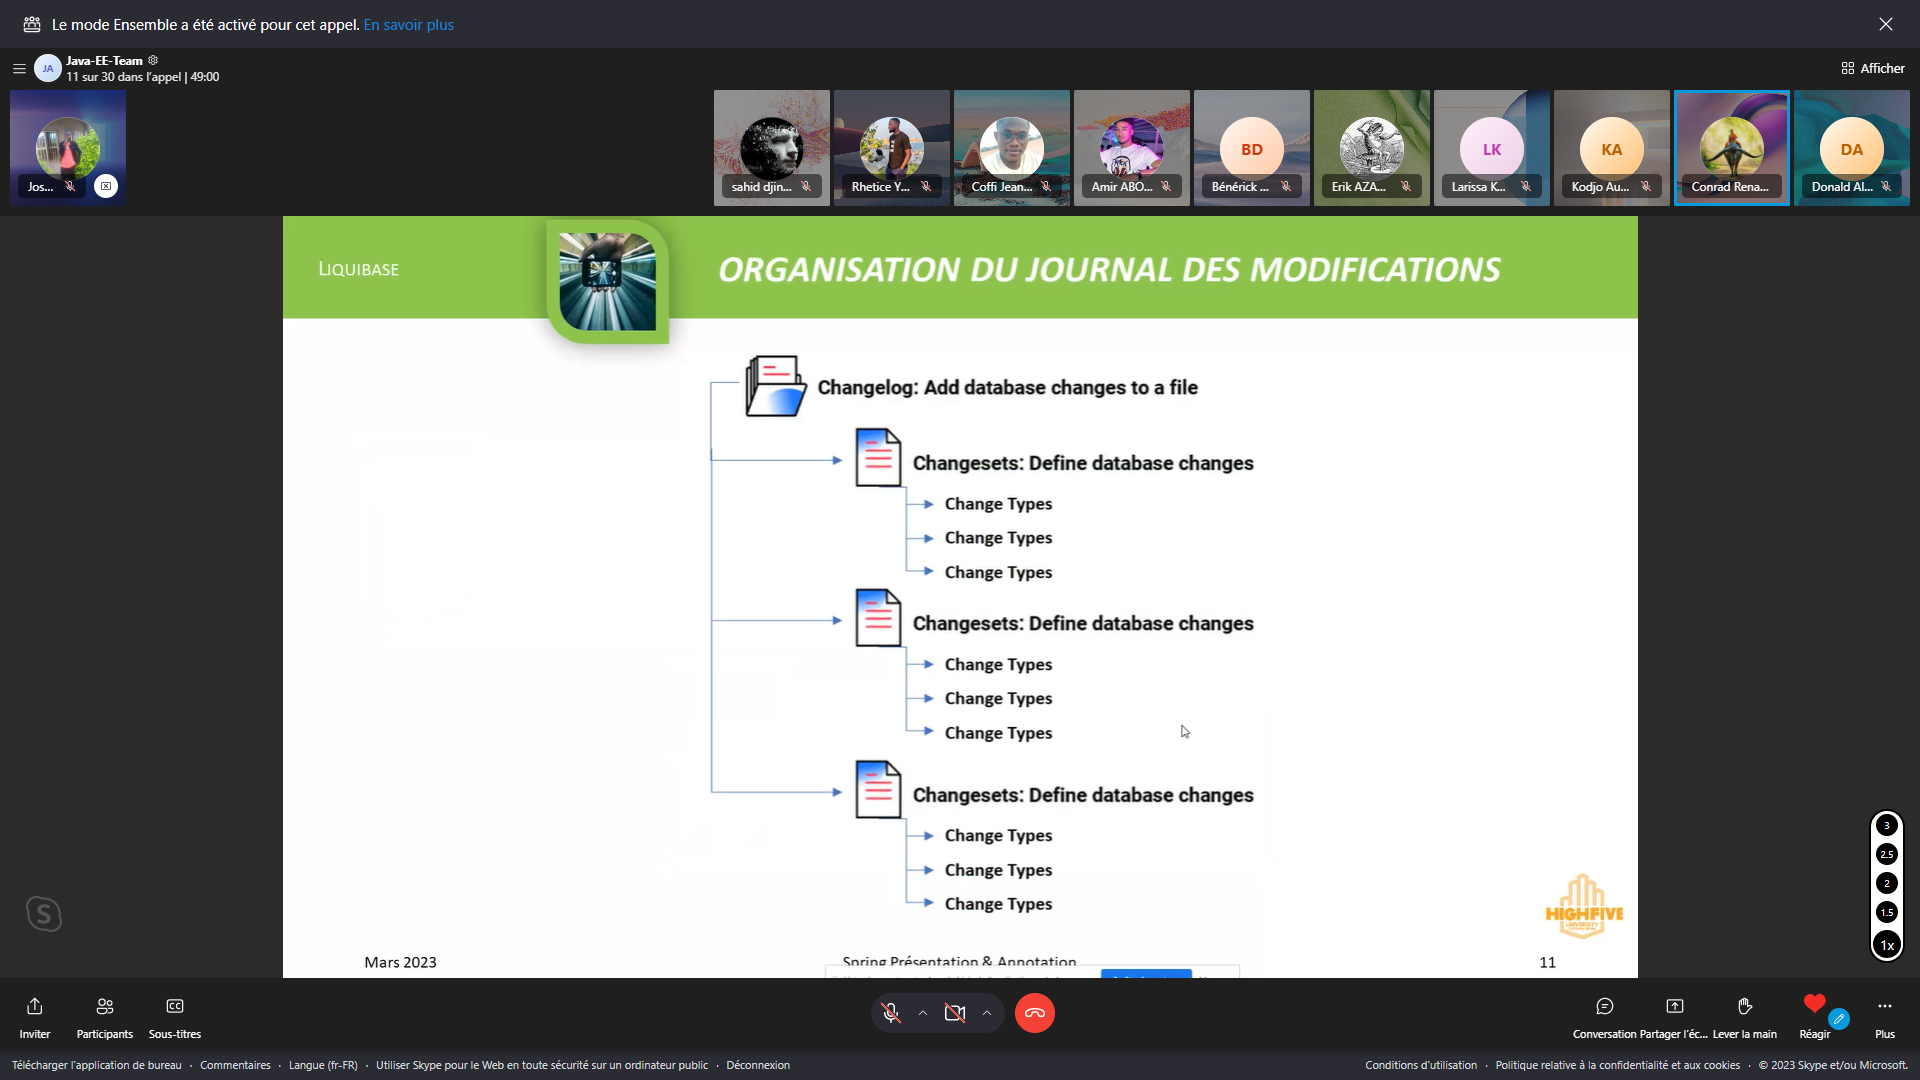 Le mode Ensemble a été activé pour cet appel. En savoir plus
JA
Java-EE-Team
11 sur 30 dans l'appel | 49:00
Afficher
Jos...
sahid djin...
Rhetice Y...
Coffi Jean...
Amir ABO...
BD
Bénérick ...
Erik AZA...
LK
Larissa K...
KA
Kodjo Au...
Conrad Rena...
DA
Donald Al...
LIQUIBASE
ORGANISATION DU JOURNAL DES MODIFICATIONS
Changelog: Add database changes to a file
Changesets: Define database changes
Change Types
Change Types
Change Types
Changesets: Define database changes
Change Types
Change Types
Change Types
Changesets: Define database changes
Change Types
Change Types
Change Types
HIGHFIVE
UNIVERSITY
Mars 2023
Spring Présentation & Annotation
11
3
2.5
2
1.5
1x
Inviter
Participants
Sous-titres
Conversation
Partager l'éc...
Lever la main
Réagir
Plus
Télécharger l'application de bureau · Commentaires · Langue (fr-FR) · Utiliser Skype pour le Web en toute sécurité sur un ordinateur public · Déconnexion
Conditions d'utilisation · Politique relative à la confidentialité et aux cookies · © 2023 Skype et/ou Microsoft.